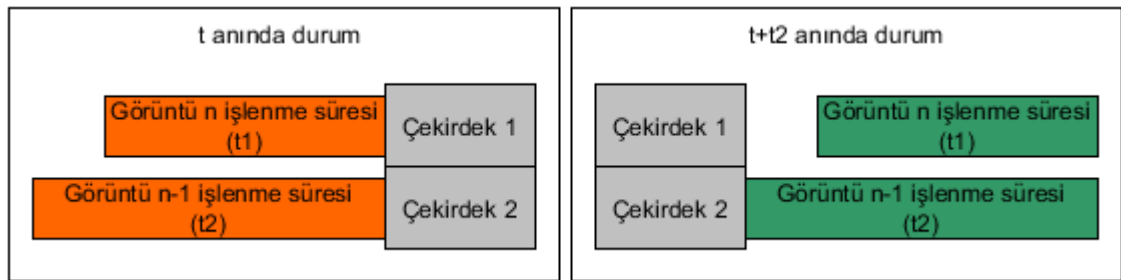 t anında durum
Görüntü n işlenme süresi
(t1)
Çekirdek 1
Görüntü n-1 işlenme süresi
(t2)
Çekirdek 2
t+t2 anında durum
Çekirdek 1
Görüntü n işlenme süresi
(t1)
Çekirdek 2
Görüntü n-1 işlenme süresi
(t2)